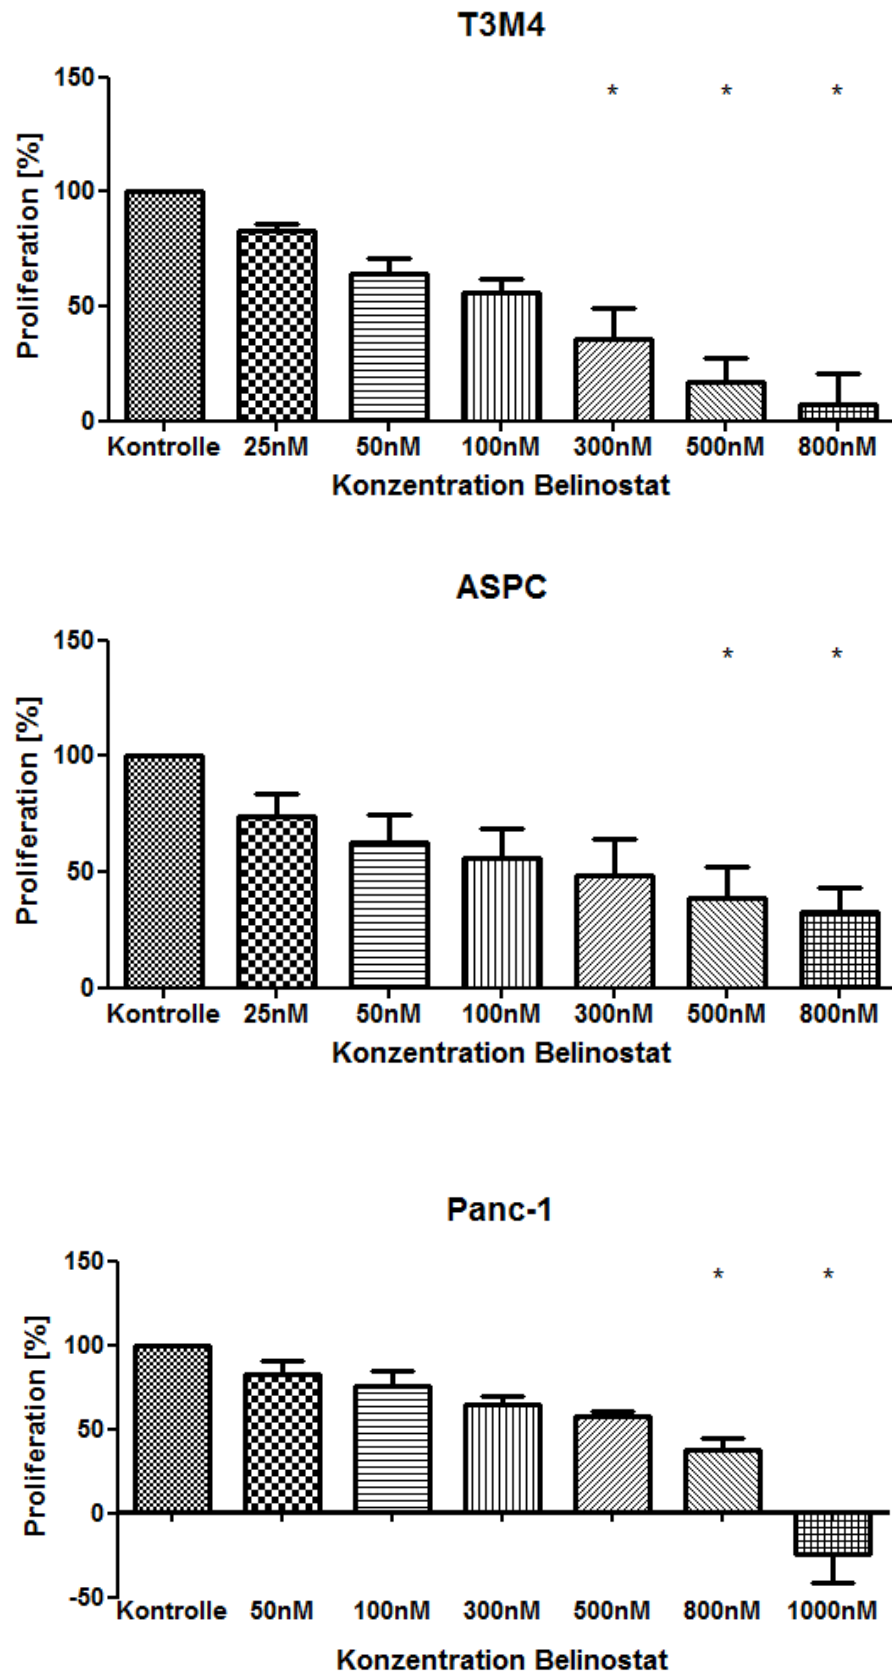 T3M4
* * *
150
100
50
0
Proliferation [%]
Kontrolle 25nM 50nM 100nM 300nM 500nM 800nM
Konzentration Belinostat
ASPC
* *
150
100
50
0
Proliferation [%]
Kontrolle 25nM 50nM 100nM 300nM 500nM 800nM
Konzentration Belinostat
Panc-1
* *
150
100
50
0
-50
Proliferation [%]
Kontrolle 50nM 100nM 300nM 500nM 800nM 1000nM
Konzentration Belinostat